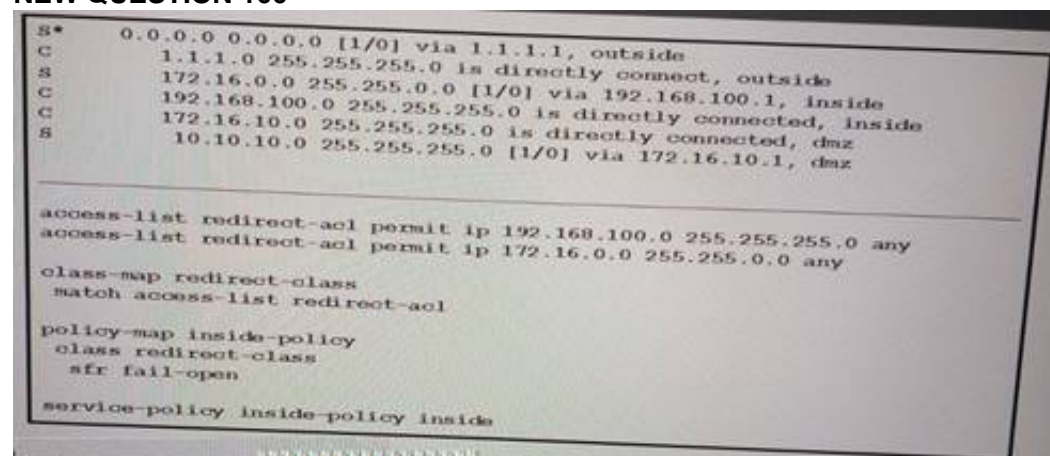 S* 0.0.0.0 0.0.0.0 [1/0] via 1.1.1.1, outside
C 1.1.1.0 255.255.255.0 is directly connect, outside
S 172.16.0.0 255.255.0.0 [1/0] via 192.168.100.1, inside
C 192.168.100.0 255.255.255.0 is directly connected, inside
C 172.16.10.0 255.255.255.0 is directly connected, dmz
S 10.10.10.0 255.255.255.0 [1/0] via 172.16.10.1, dmz
access-list redirect-acl permit ip 192.168.100.0 255.255.255.0 any
access-list redirect-acl permit ip 172.16.0.0 255.255.0.0 any
class-map redirect-class
match access-list redirect-acl
policy-map inside-policy
class redirect-class
sfr fail-open
service-policy inside-policy inside